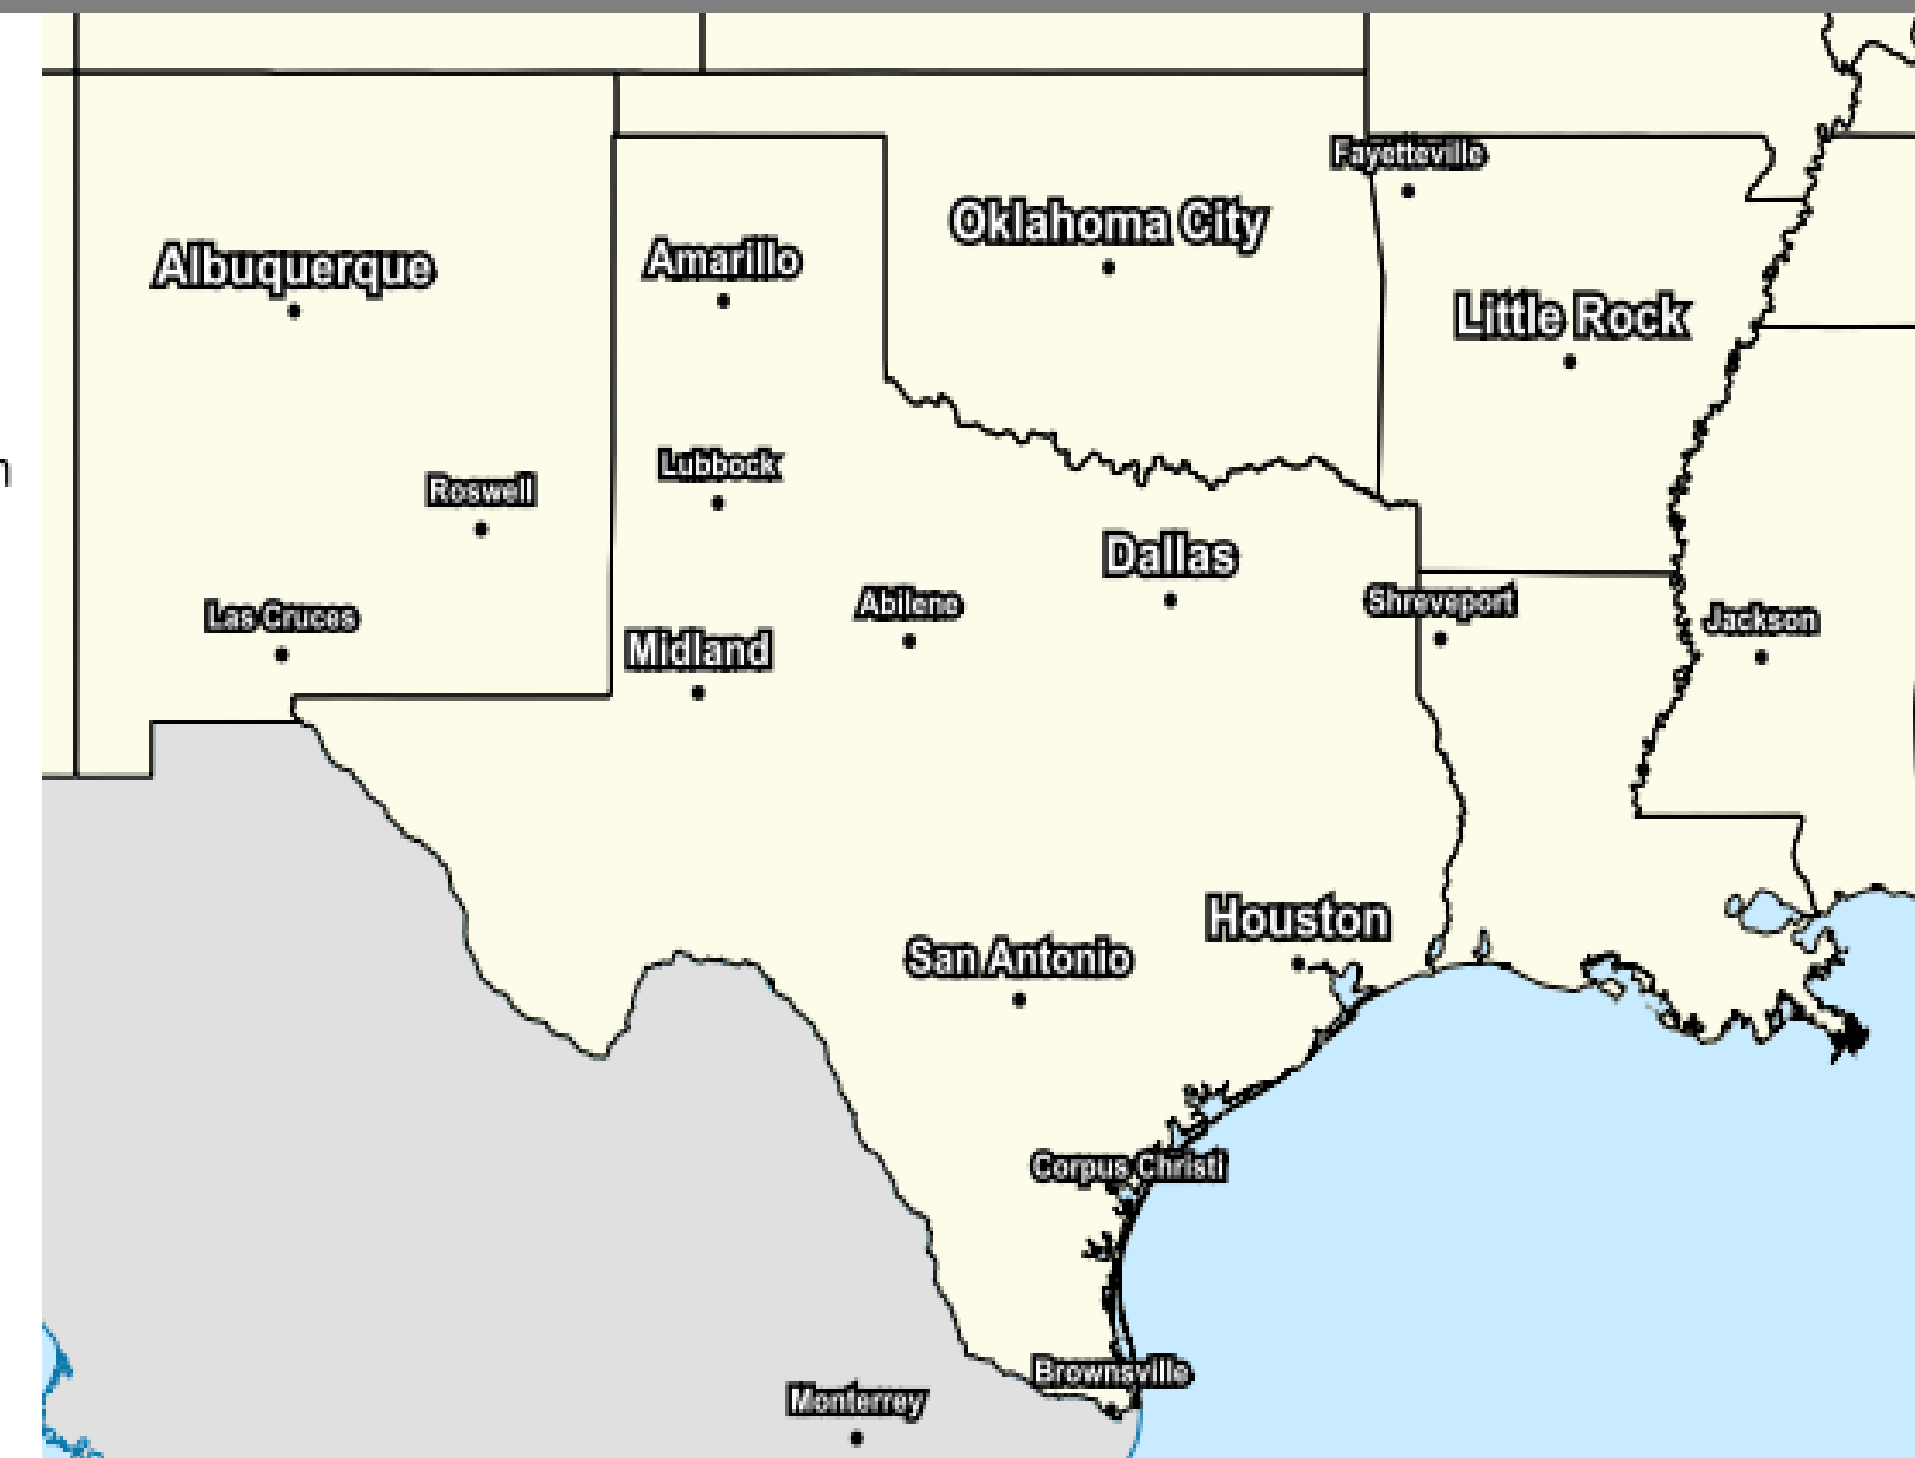 Fayetteville
Oklahoma City
Albuquerque
Amarillo
Little Rock
Lubbock
n
Roswell
Dallas
Abilene
Shreveport
Las Cruces
Jackson
Midland
Houston
San Antonio
Corpus Christi
Brownsville
Monterrey